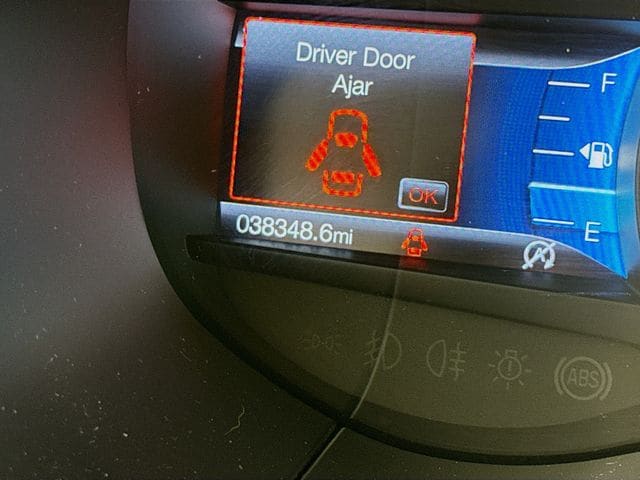 Driver Door
Ajar
OK
F
E
038348.6mi
ABS